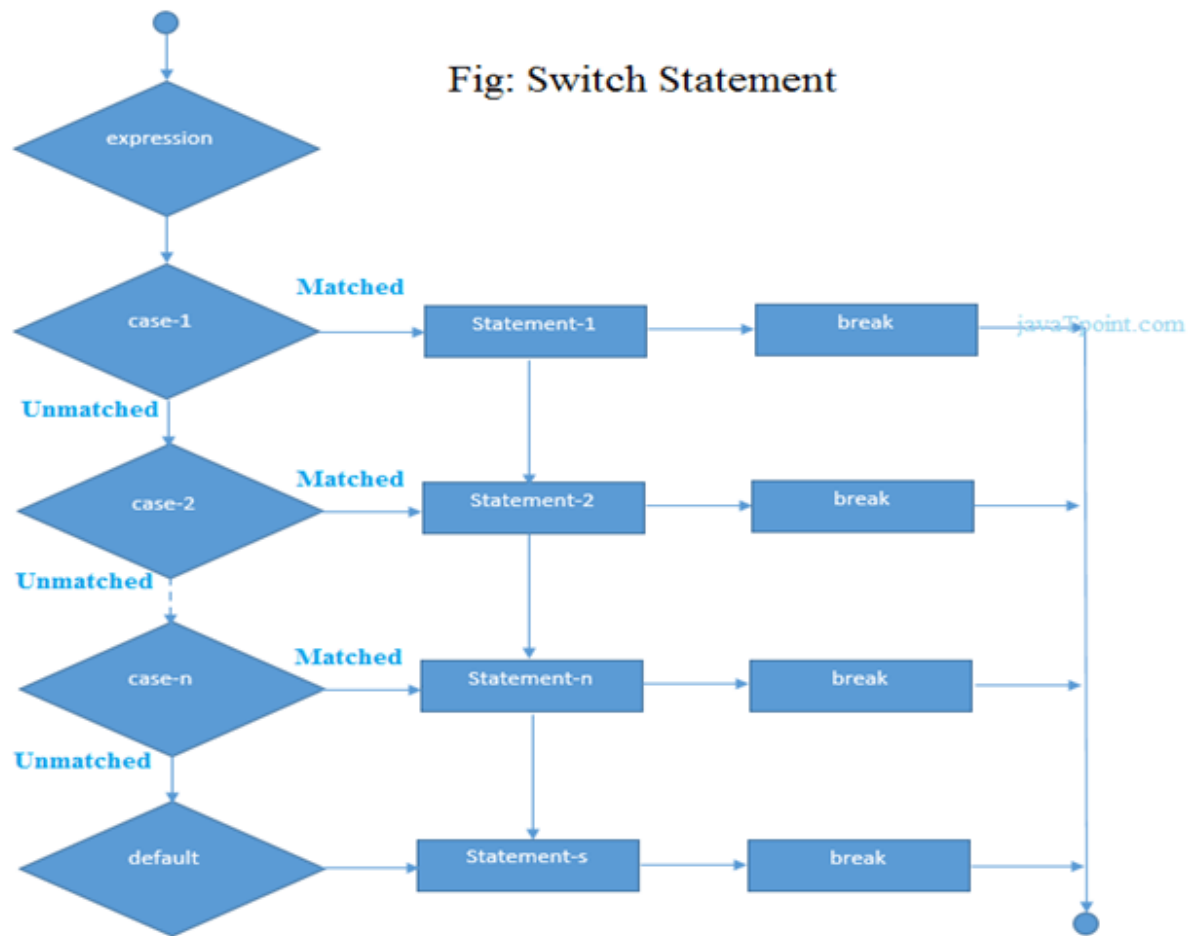 Fig: Switch Statement
expression
case-1
Matched
Statement-1
break
javaTpoint.com
Unmatched
case-2
Matched
Statement-2
break
Unmatched
case-n
Matched
Statement-n
break
Unmatched
default
Statement-s
break